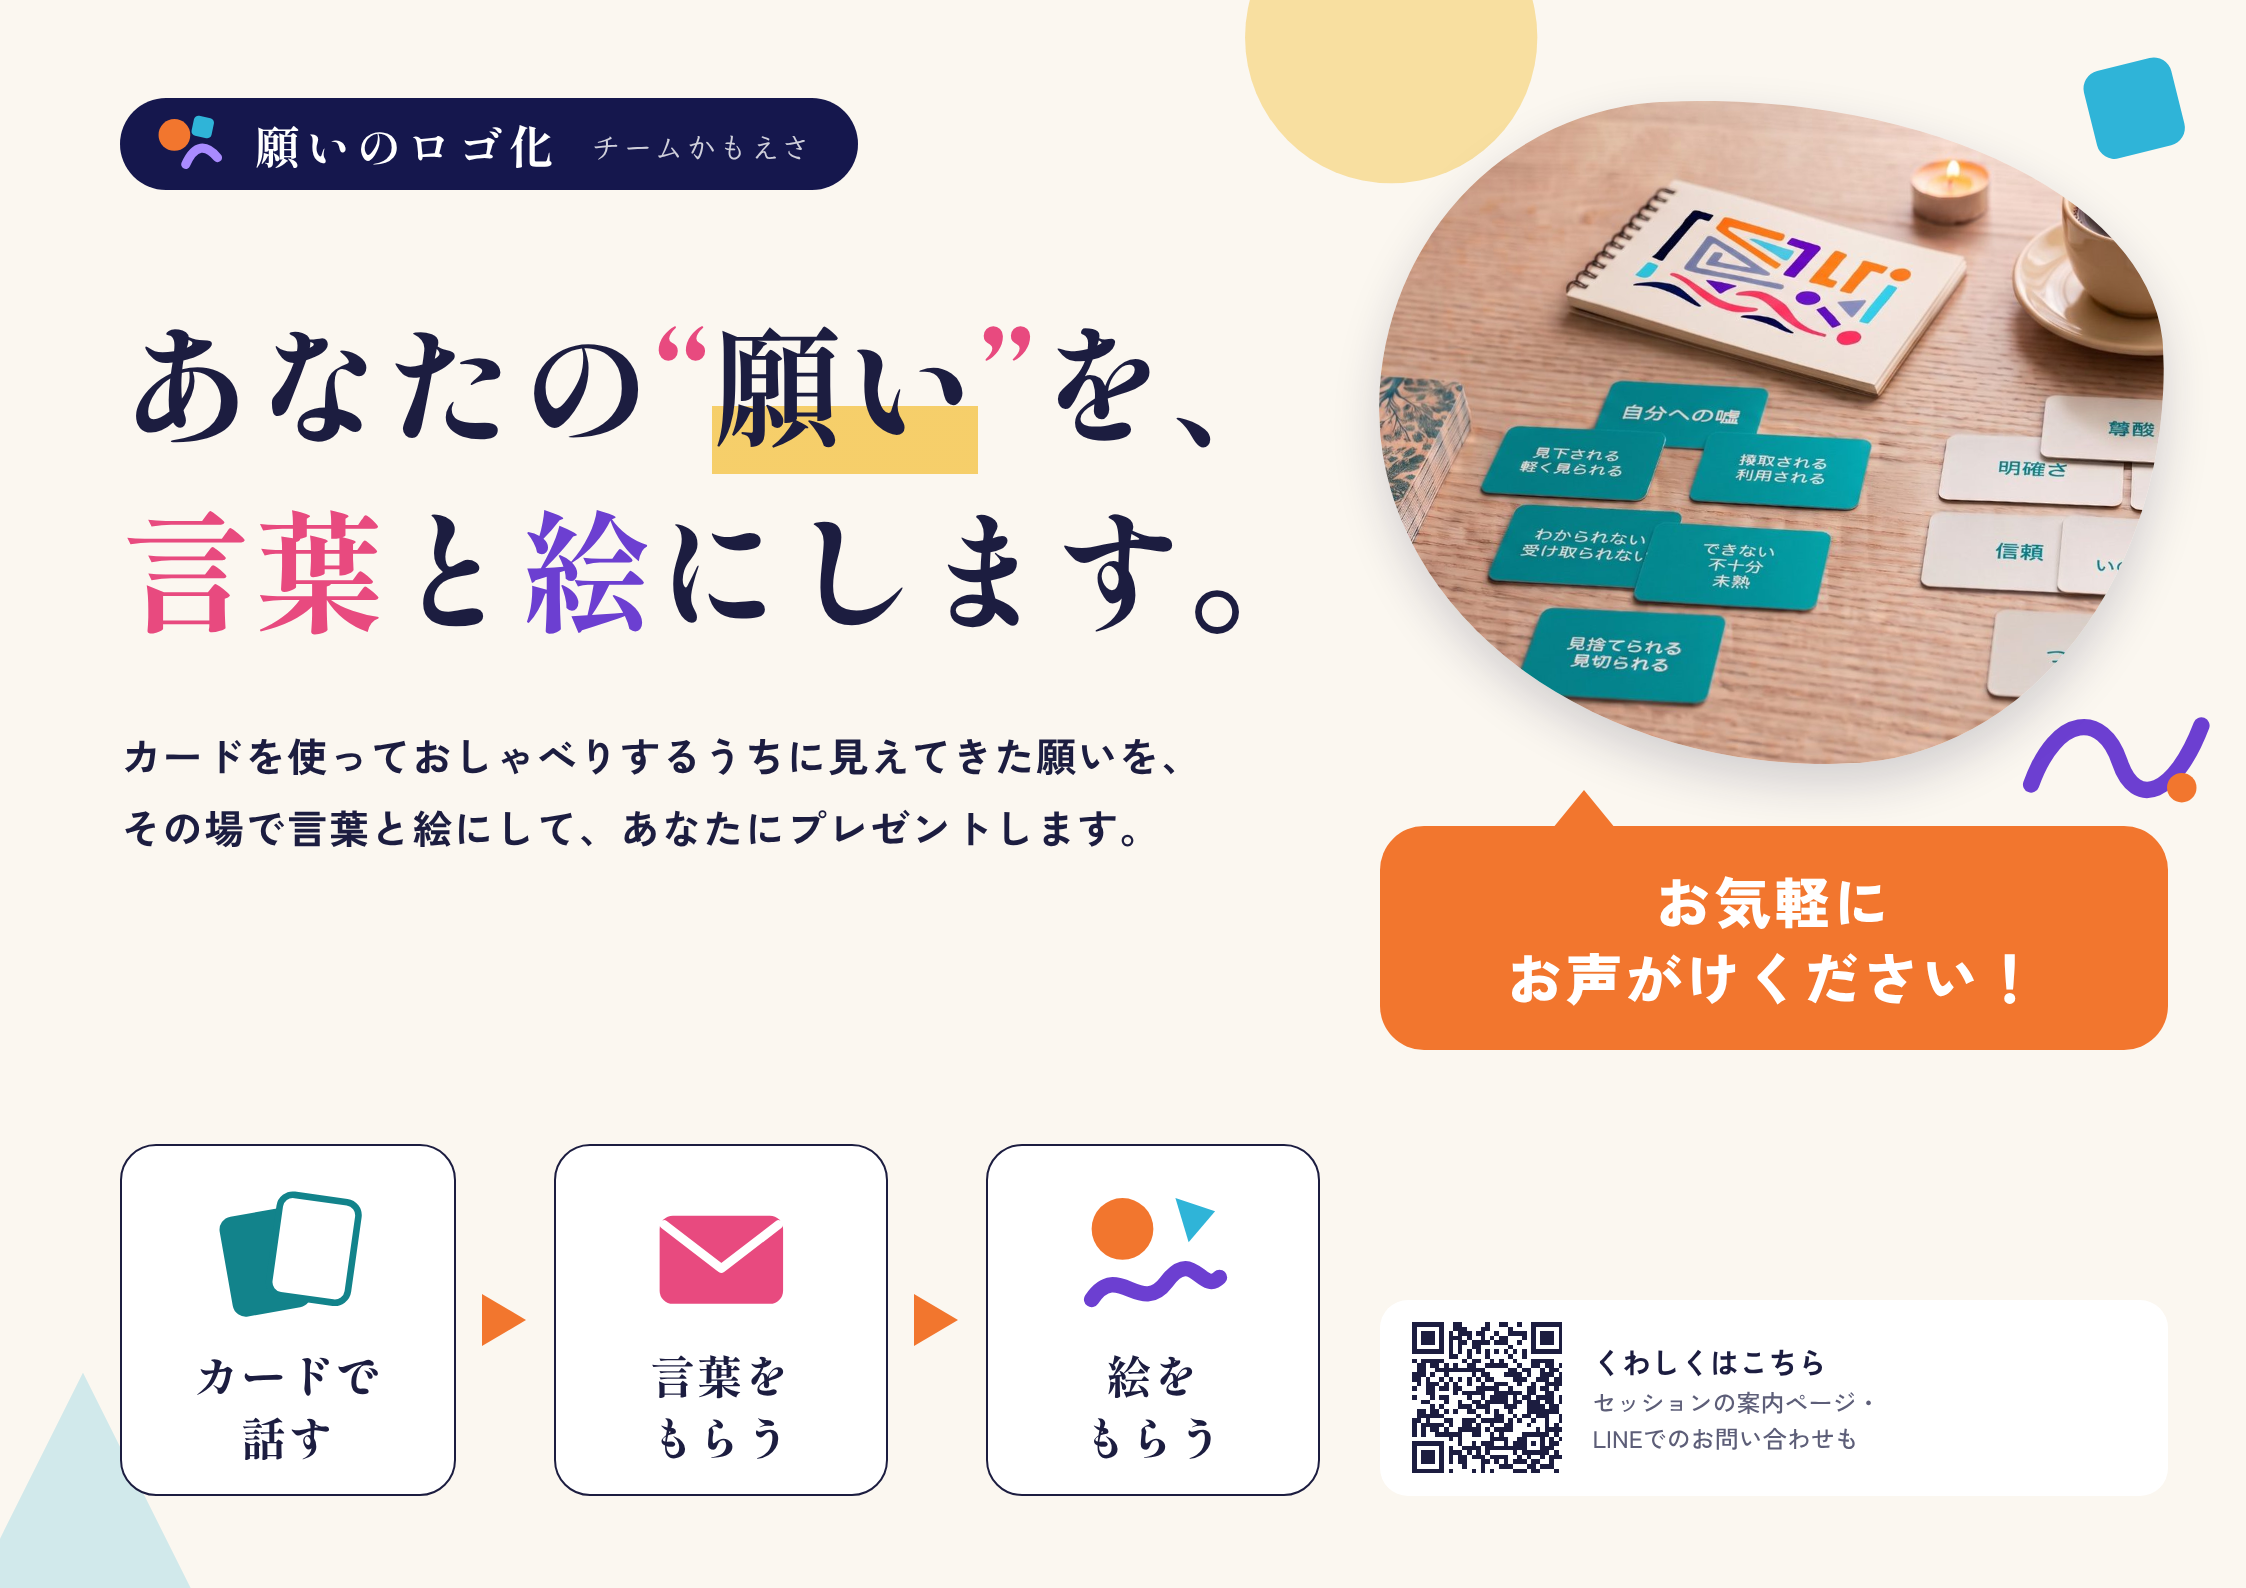 願いのロゴ化 チームかもえさ
あなたの“願い”を、
言葉と絵にします。
カードを使っておしゃべりするうちに見えてきた願いを、
その場で言葉と絵にして、あなたにプレゼントします。
自分への嘘
見下される
軽く見られる
搾取される
利用される
わかられない
受け取られない
できない
不十分
未熟
見捨てられる
見切られる
明確さ
信頼
お気軽に
お声がけください！
カードで
話す
言葉を
もらう
絵を
もらう
くわしくはこちら
セッションの案内ページ・
LINEでのお問い合わせも